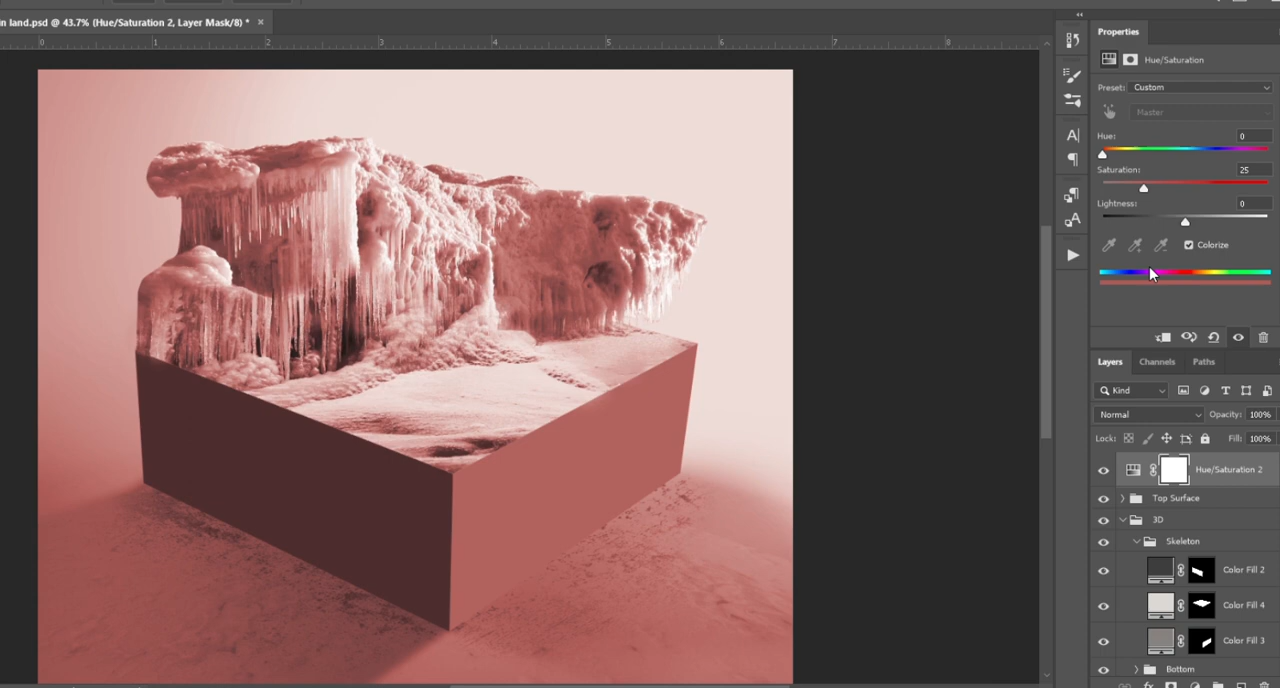 n land.psd @ 43.7% (Hue/Saturation 2, Layer Mask/8) * ×
0 1 2 3 4 5 6 7 8
Properties
Hue/Saturation
Preset: Custom
Master
Hue: 0
Saturation: 25
Lightness: 0
Colorize
Layers Channels Paths
Kind
Normal Opacity: 100%
Lock: Fill: 100%
Hue/Saturation 2
Top Surface
3D
Skeleton
Color Fill 2
Color Fill 4
Color Fill 3
Bottom